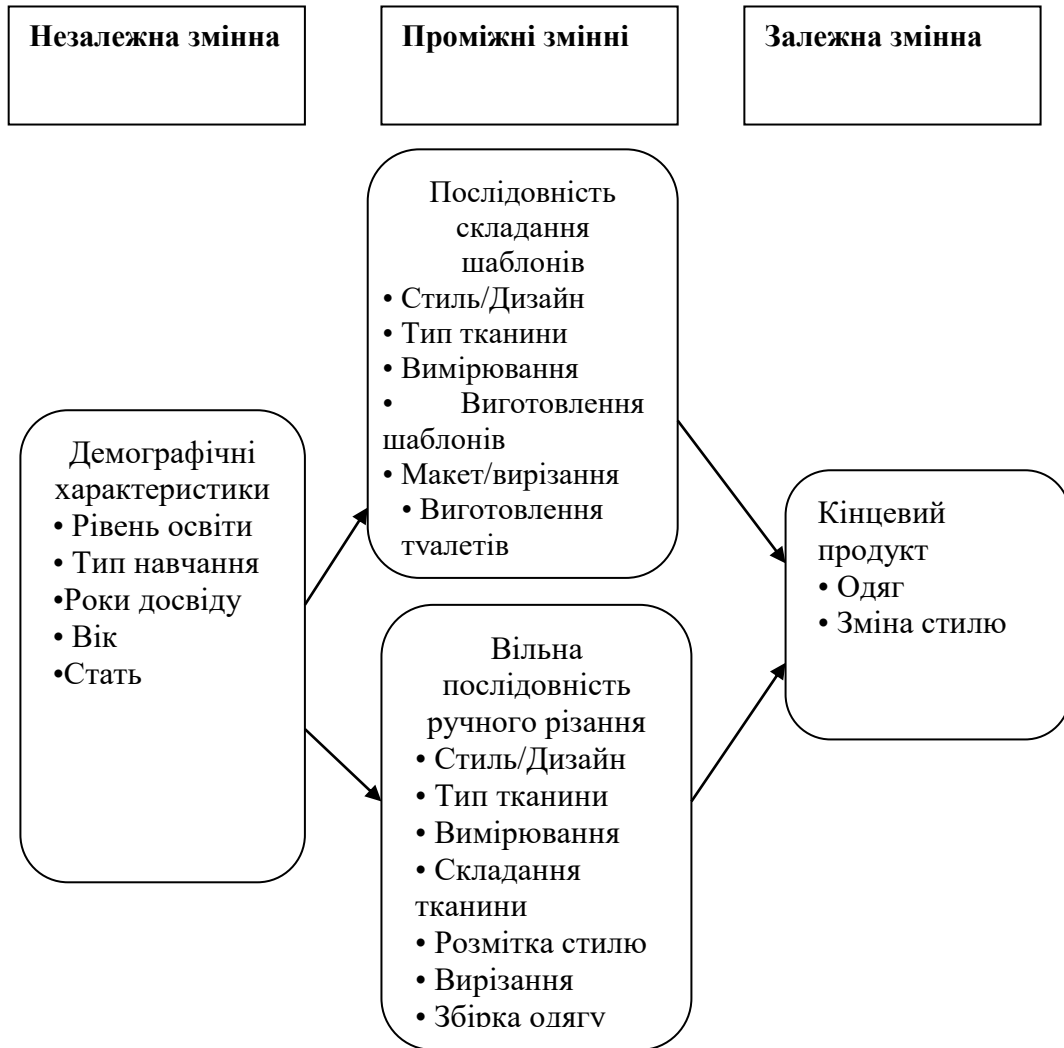 Незалежна змінна
Проміжні змінні
Залежна змінна
Послідовність
складання
шаблонів
• Стиль/Дизайн
• Тип тканини
• Вимірювання
• Виготовлення
шаблонів
• Макет/вирізання
• Виготовлення
туалетів
Демографічні
характеристики
• Рівень освіти
• Тип навчання
•Роки досвіду
• Вік
•Стать
Вільна
послідовність
ручного різання
• Стиль/Дизайн
• Тип тканини
• Вимірювання
• Складання
тканини
• Розмітка стилю
• Вирізання
• Збірка одягу
Кінцевий
продукт
• Одяг
• Зміна стилю